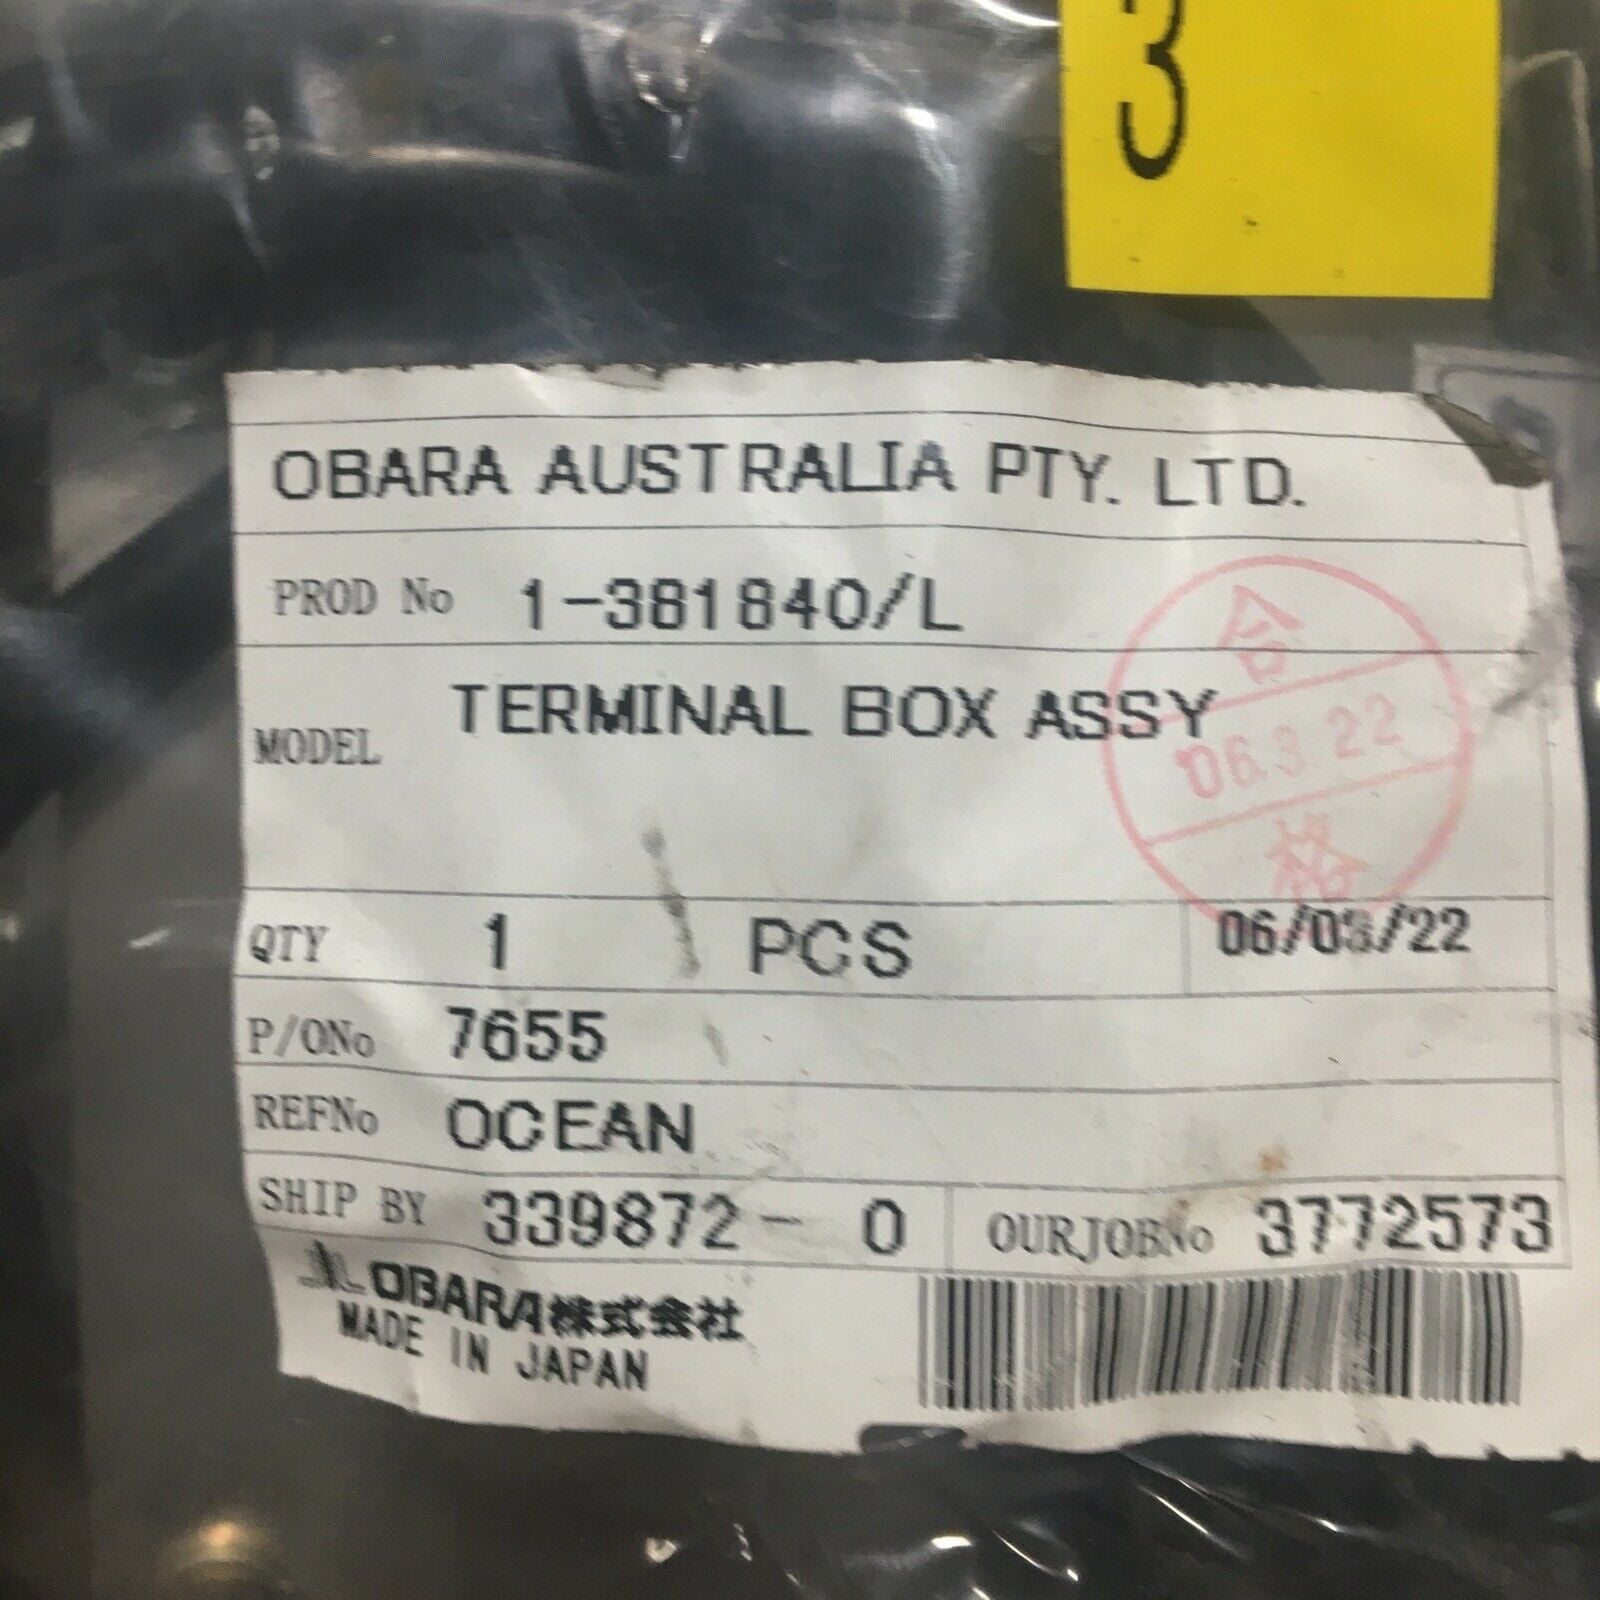 3
OBARA AUSTRALIA PTY. LTD.
PROD No 1-381840/L
MODEL TERMINAL BOX ASSY
合
'06.3.22
格
QTY 1 PCS 06/03/22
P/ONo 7655
REFNo OCEAN
SHIP BY 339872- 0 OURJOBNo 3772573
OBARA株式会社
MADE IN JAPAN